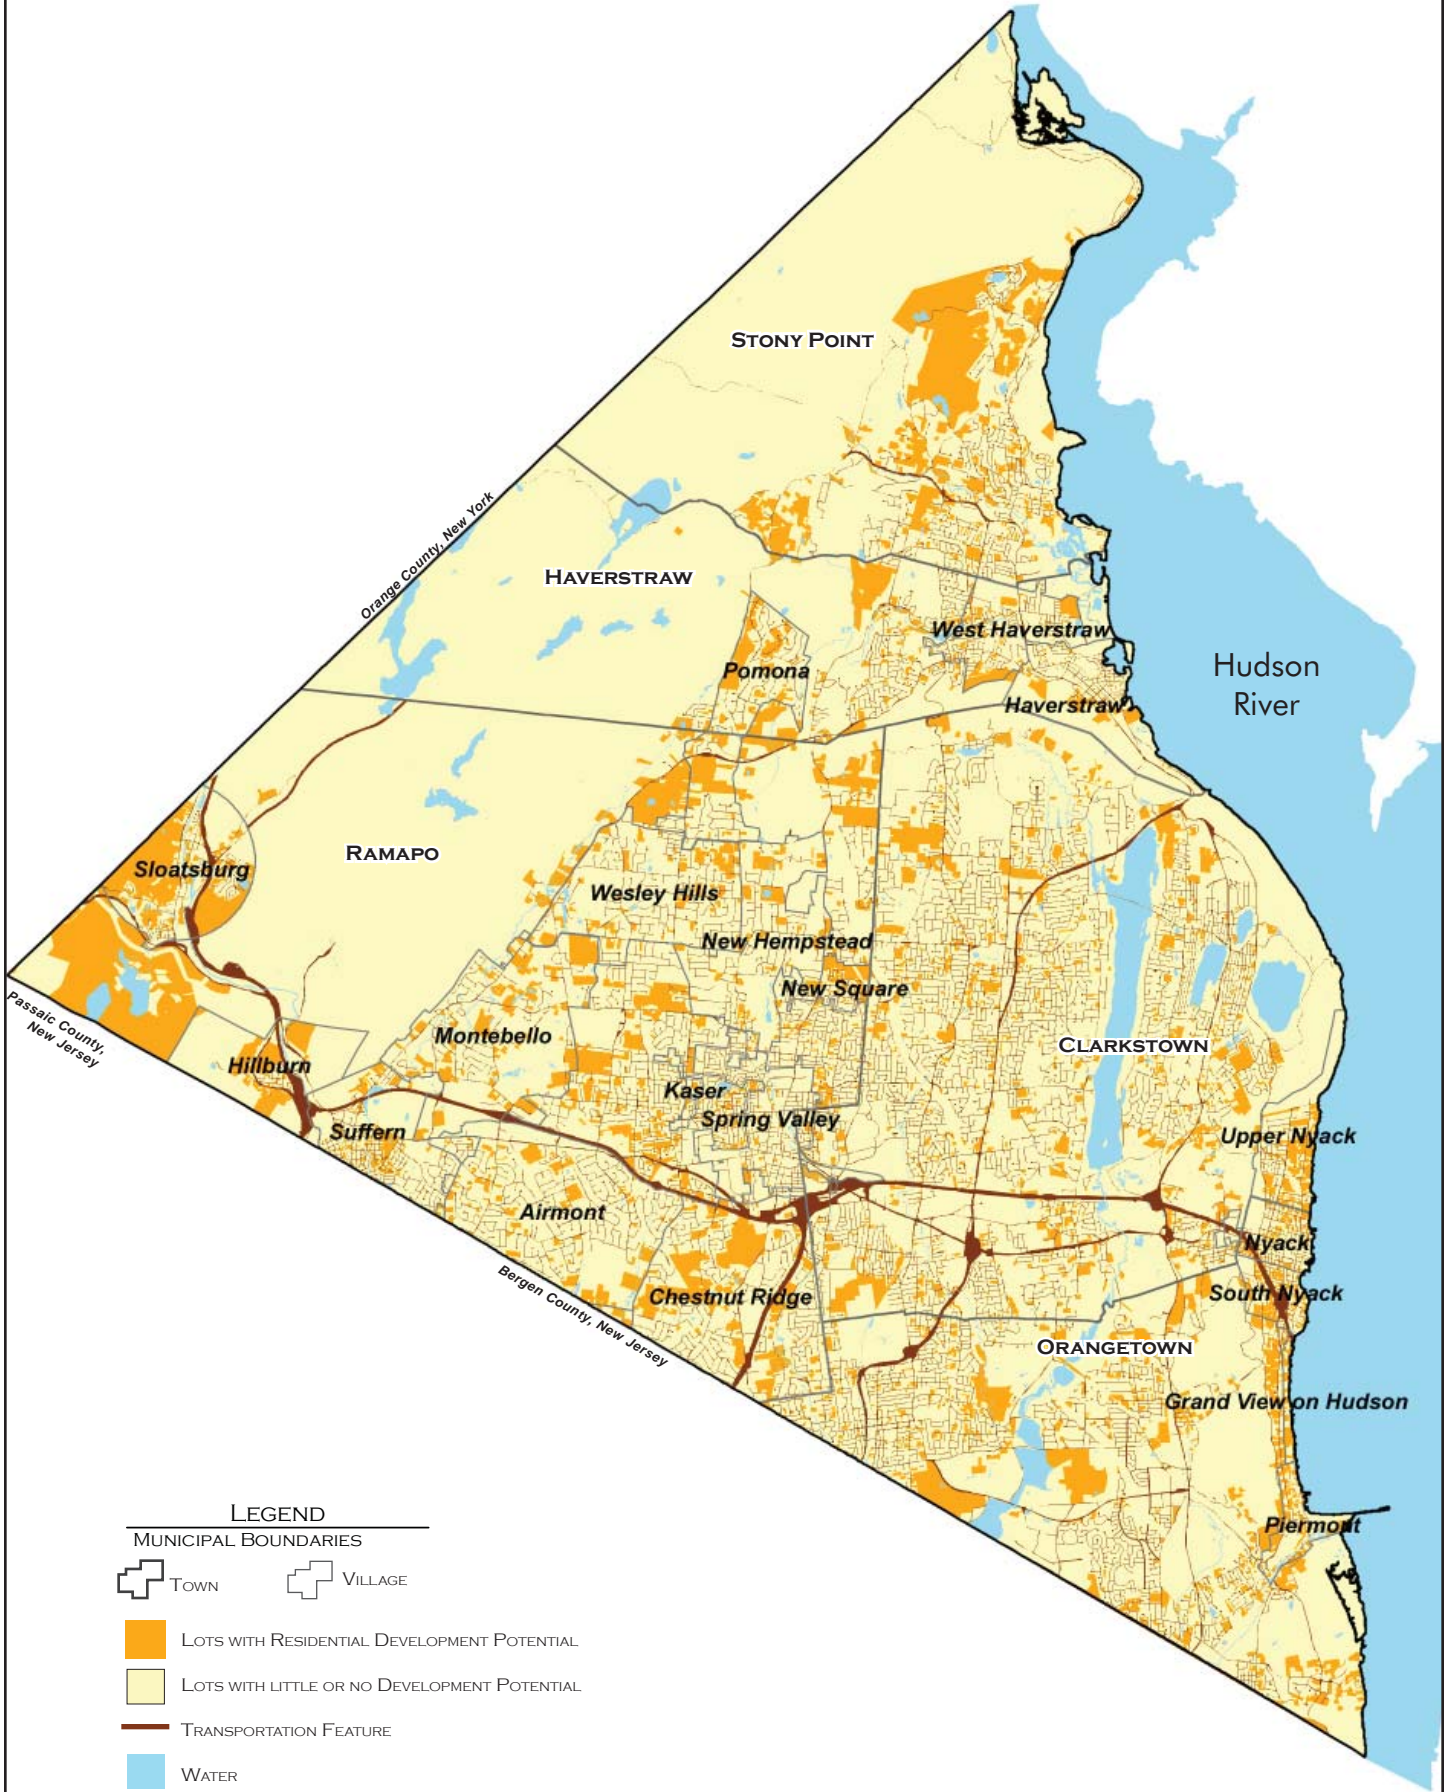 STONY POINT
Orange County, New York
HAVERSTRAW
West Haverstraw
Pomona
Hudson
River
Haverstraw
RAMAPO
Sloatsburg
Wesley Hills
New Hempstead
New Square
Passaic County,
New Jersey
Montebello
CLARKSTOWN
Hillburn
Kaser
Spring Valley
Suffern
Upper Nyack
Airmont
Nyack
Bergen County, New Jersey
Chestnut Ridge
South Nyack
ORANGETOWN
Grand View on Hudson
Piermont
LEGEND
MUNICIPAL BOUNDARIES
TOWN
VILLAGE
LOTS WITH RESIDENTIAL DEVELOPMENT POTENTIAL
LOTS WITH LITTLE OR NO DEVELOPMENT POTENTIAL
TRANSPORTATION FEATURE
WATER